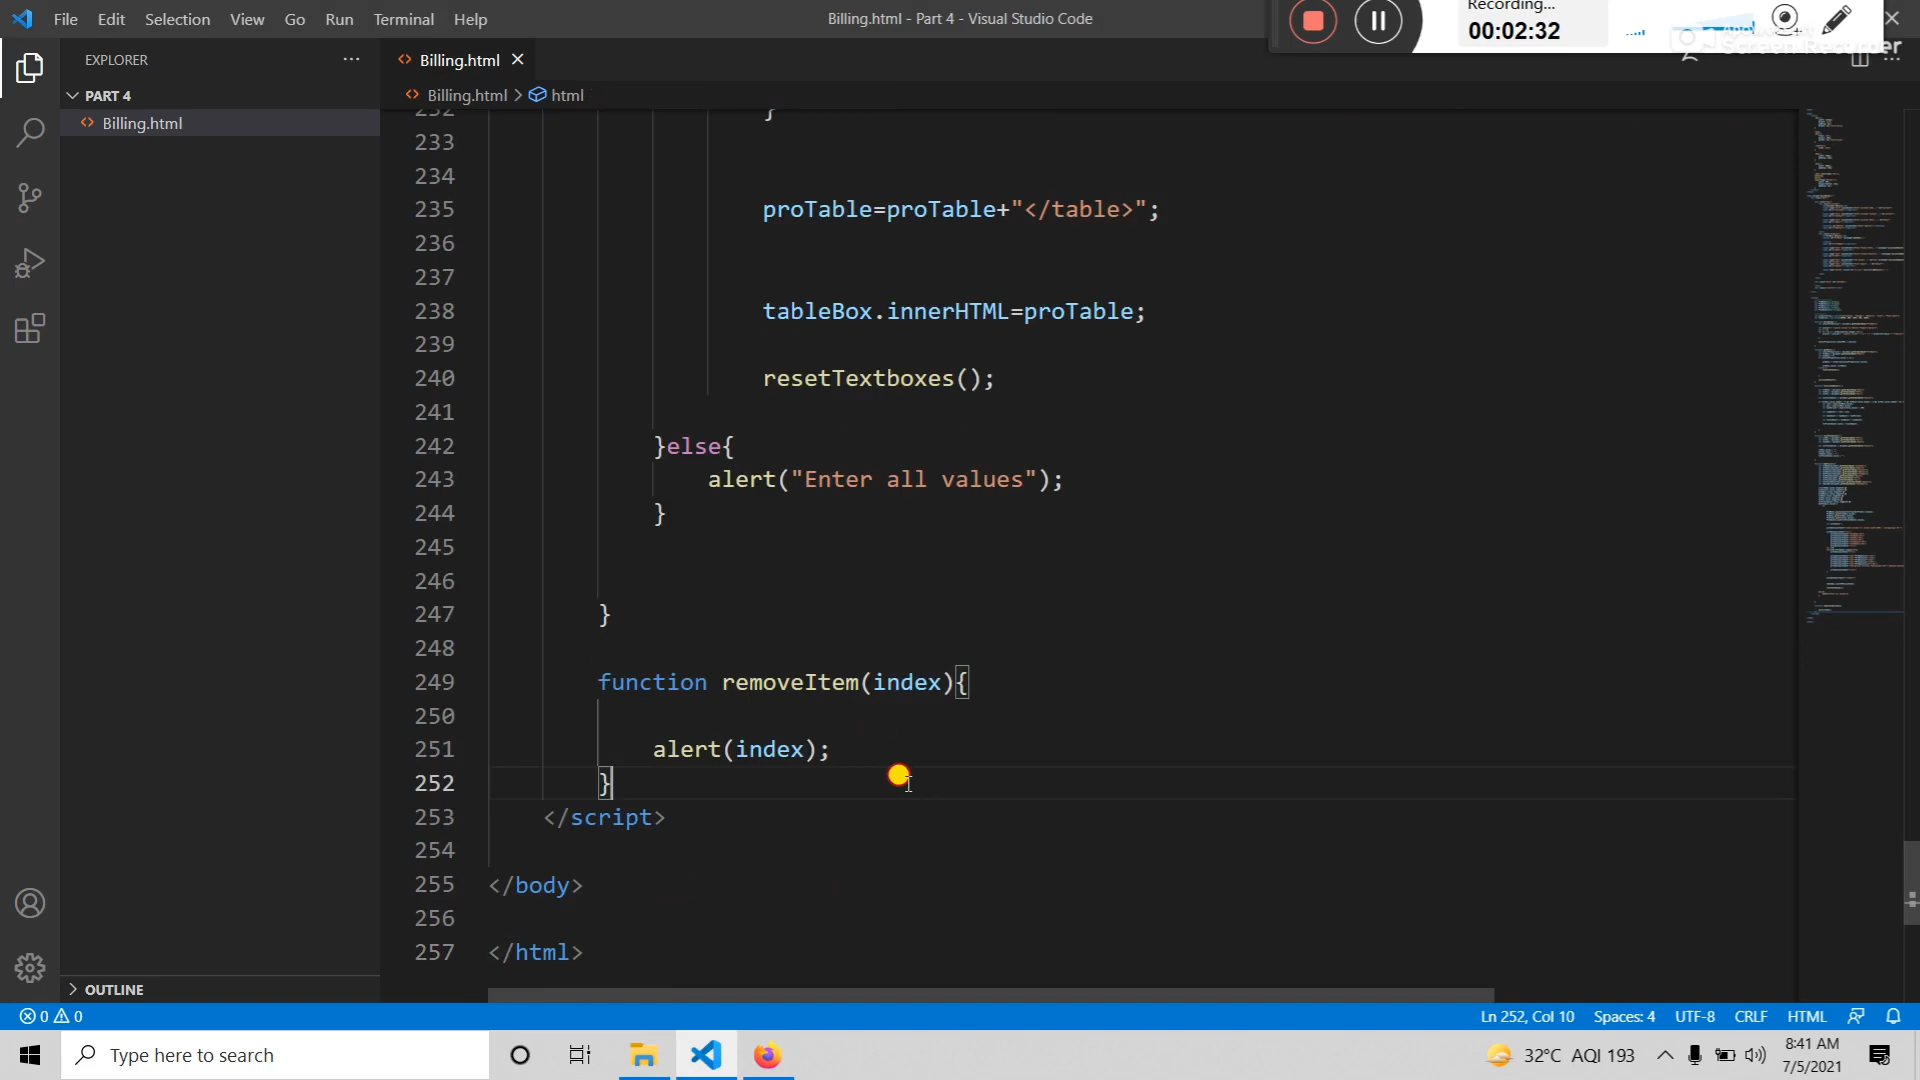 File Edit Selection View Go Run Terminal Help
Billing.html - Part 4 - Visual Studio Code
Recording...
00:02:32
Screen Recorder
EXPLORER
Billing.html
PART 4
Billing.html > html
Billing.html
232 }
233
234
235 proTable=proTable+"</table>";
236
237
238 tableBox.innerHTML=proTable;
239
240 resetTextboxes();
241
242 }else{
243 alert("Enter all values");
244 }
245
246
247 }
248
249 function removeItem(index){
250
251 alert(index);
252 }
253 </script>
254
255 </body>
256
257 </html>
OUTLINE
0 0
Ln 252, Col 10 Spaces: 4 UTF-8 CRLF HTML
Type here to search
32°C AQI 193
8:41 AM
7/5/2021